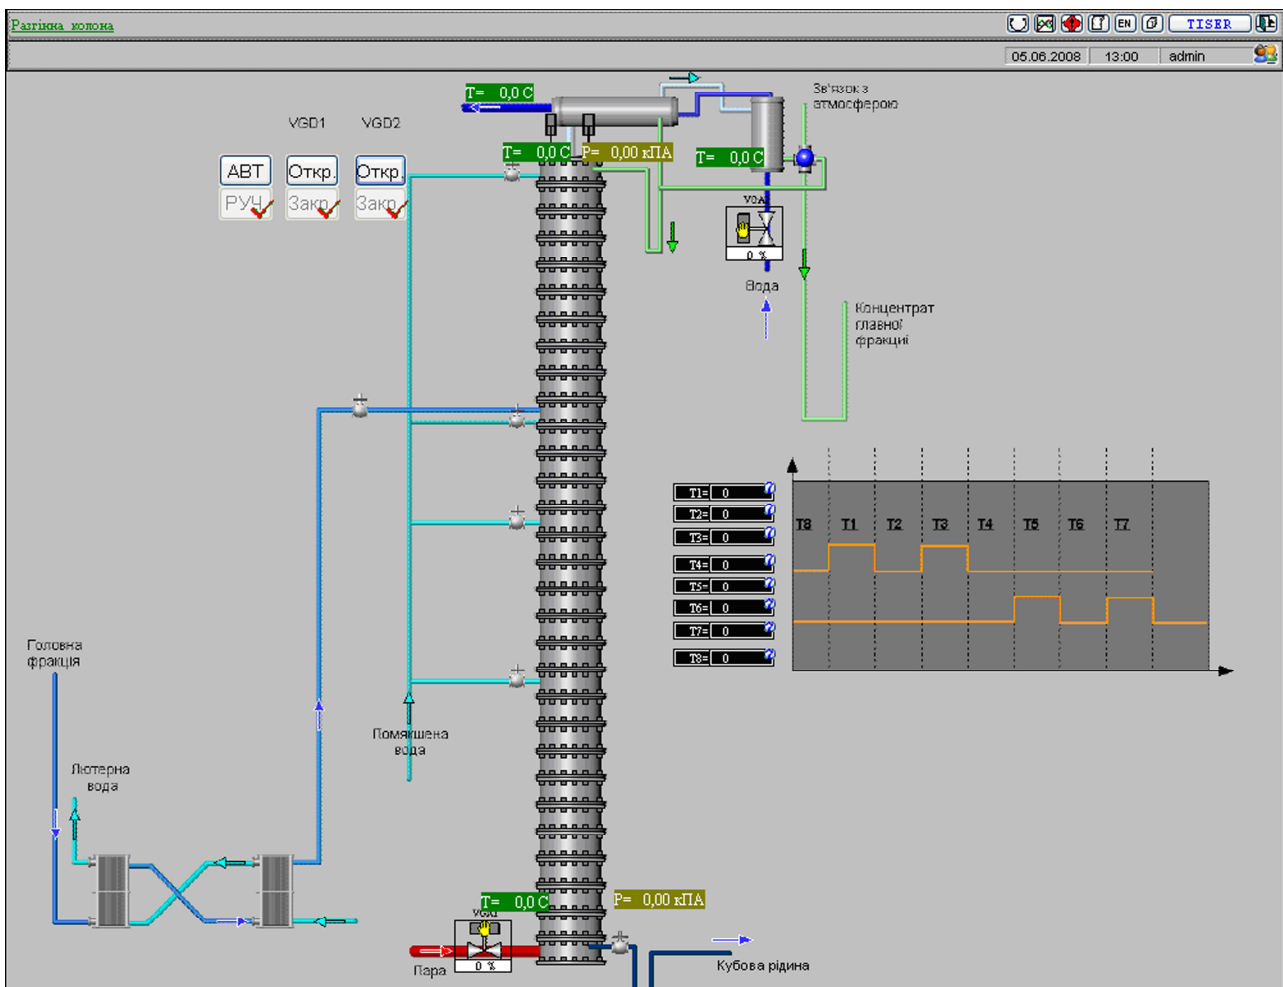 Разгінна колона
EN
TISER
05.06.2008 13:00 admin
T= 0,0 C
Зв'язок з
атмосферою
VGD1 VGD2
T= 0,0 C
P= 0,00 кПА
T= 0,0 C
АВТ Откр. Откр.
РУЧ Закр. Закр.
0 %
Вода
Концентрат
главної
фракциї
T1= 0
T2= 0
T3= 0
T4= 0
T5= 0
T6= 0
T7= 0
T8= 0
T8 T1 T2 T3 T4 T5 T6 T7
Головна
фракція
Помякшена
вода
Лютерна
вода
T= 0,0 C
P= 0,00 кПА
0 %
Пара
Кубова рідина